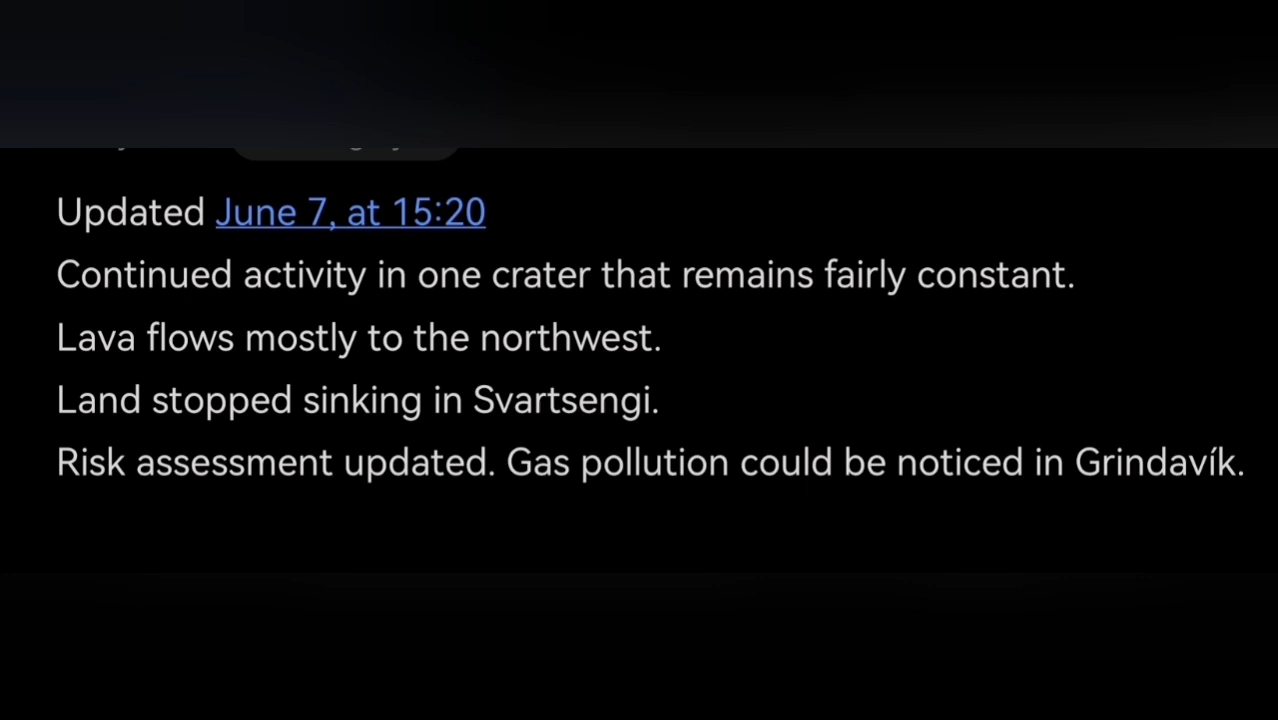 Updated June 7, at 15:20
Continued activity in one crater that remains fairly constant.
Lava flows mostly to the northwest.
Land stopped sinking in Svartsengi.
Risk assessment updated. Gas pollution could be noticed in Grindavík.